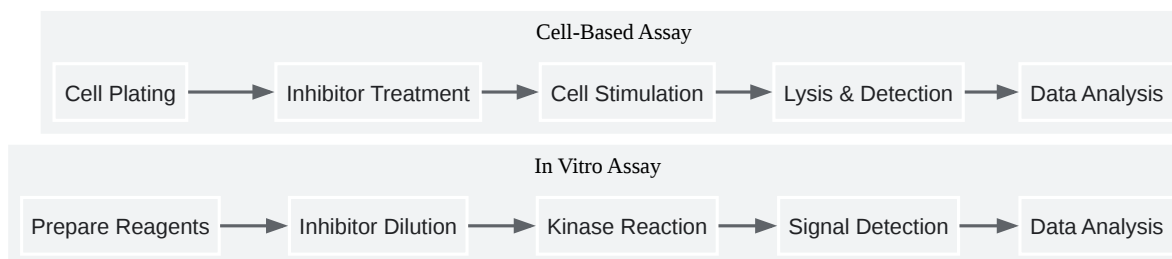 Cell-Based Assay
Cell Plating Inhibitor Treatment Cell Stimulation Lysis & Detection Data Analysis
In Vitro Assay
Prepare Reagents Inhibitor Dilution Kinase Reaction Signal Detection Data Analysis